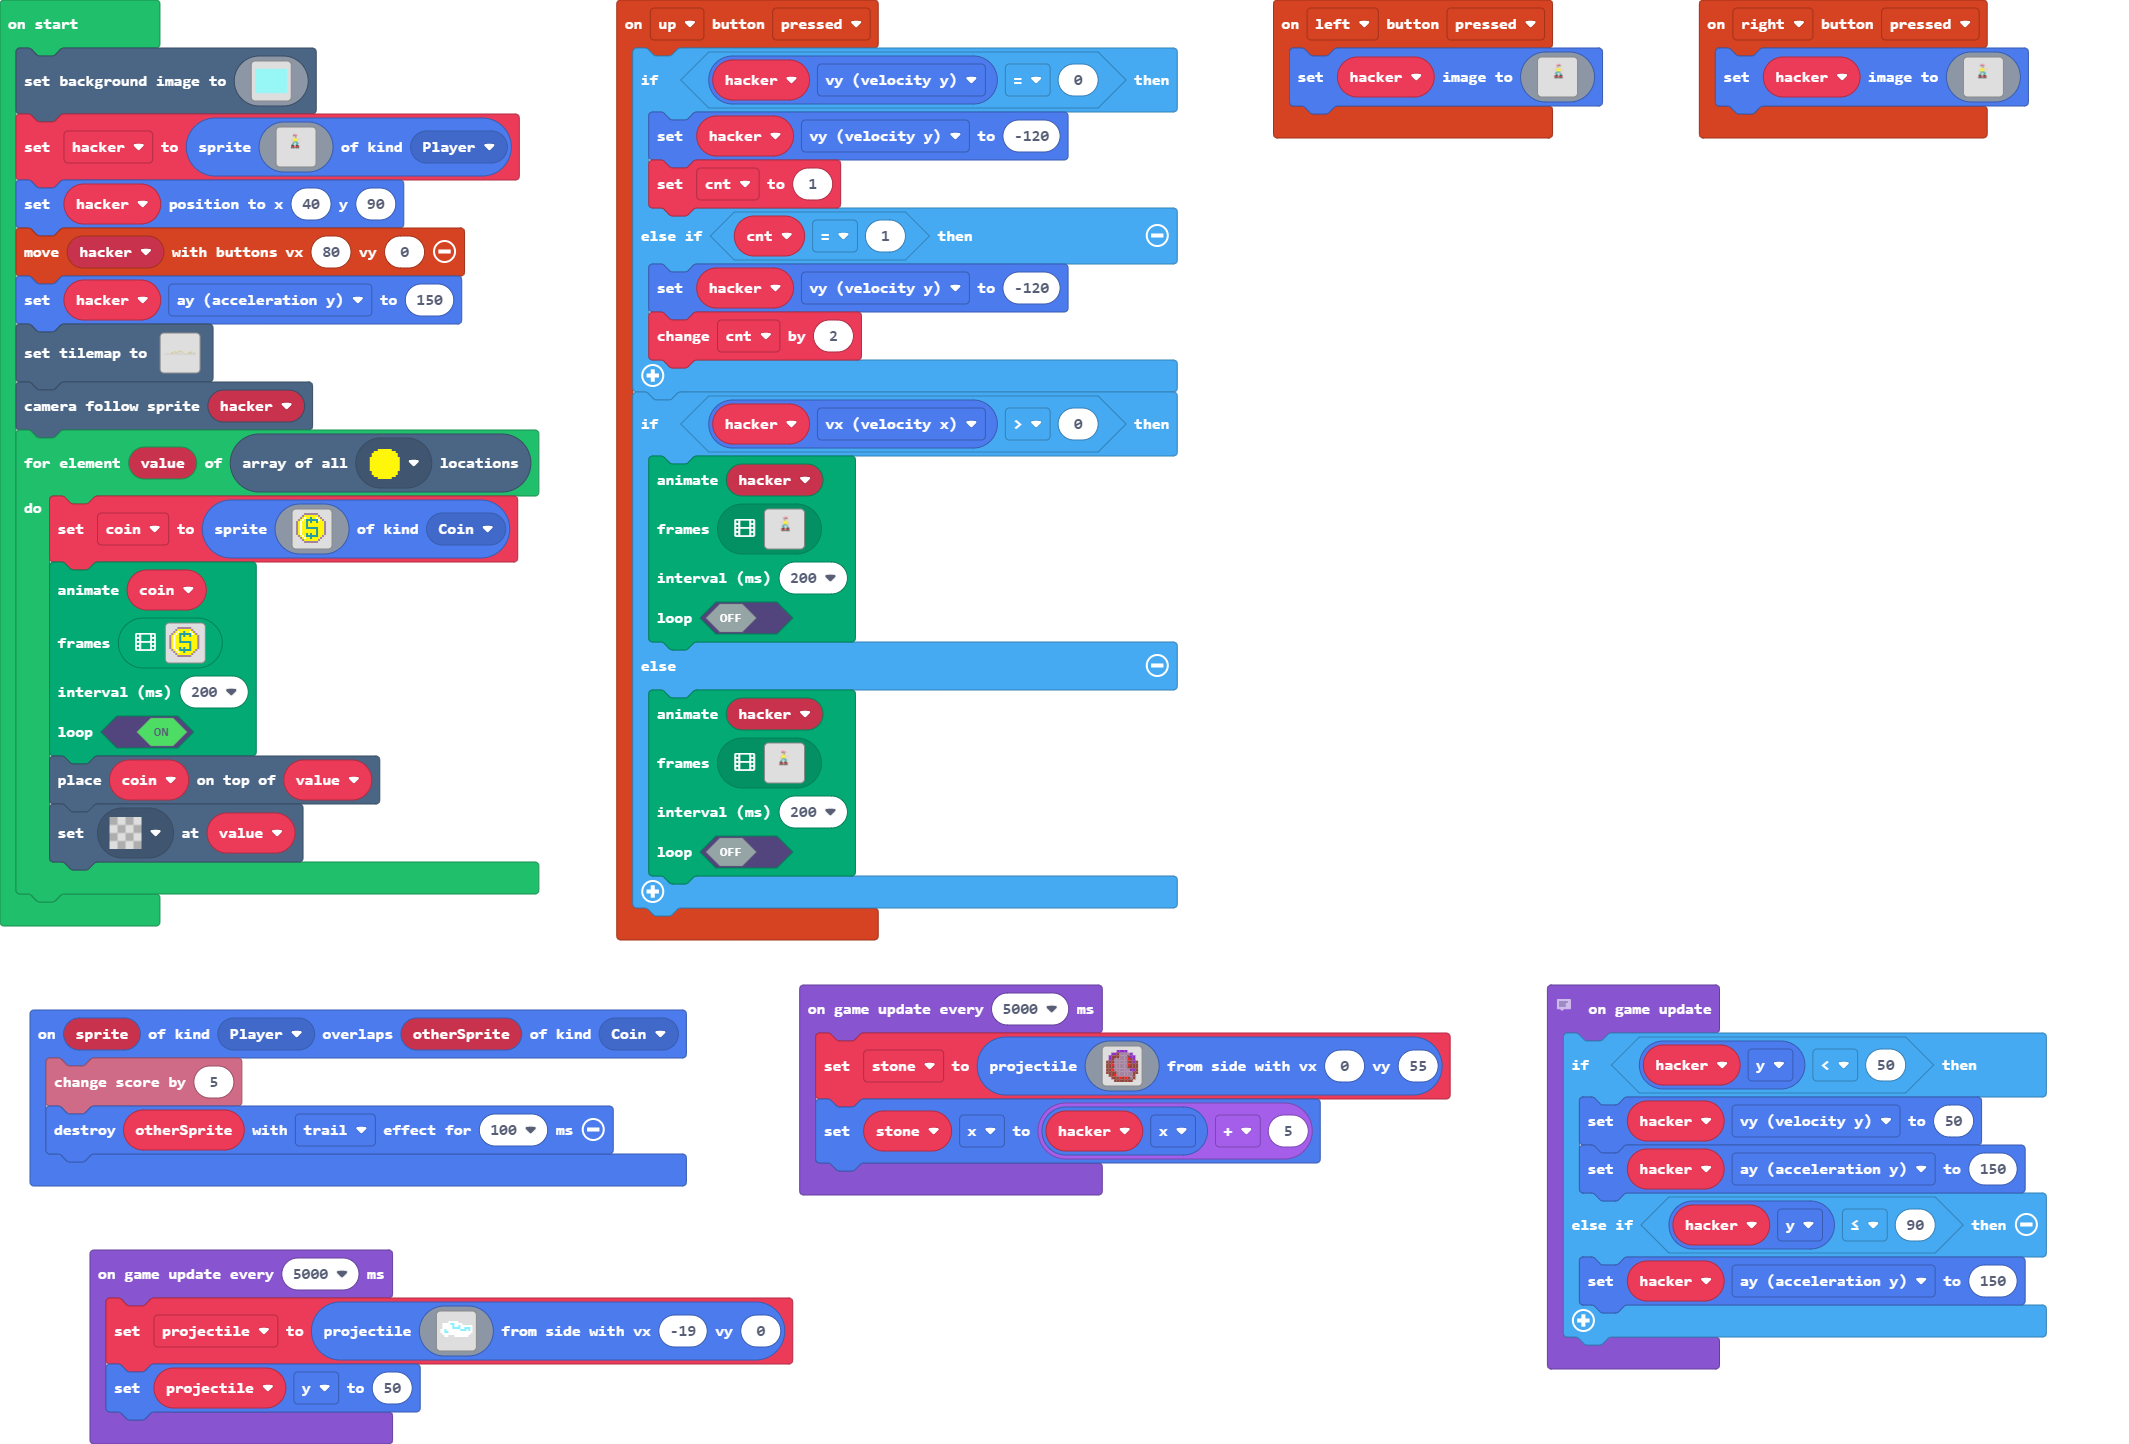 on start
set background image to
set hacker to sprite of kind Player
set hacker position to x 40 y 90
move hacker with buttons vx 80 vy 0
set hacker ay (acceleration y) to 150
set tilemap to
camera follow sprite hacker
for element value of array of all locations
do
set coin to sprite of kind Coin
animate coin
frames
interval (ms) 200
loop ON
place coin on top of value
set at value
on up button pressed
if hacker vy (velocity y) = 0 then
set hacker vy (velocity y) to -120
set cnt to 1
else if cnt = 1 then
set hacker vy (velocity y) to -120
change cnt by 2
if hacker vx (velocity x) > 0 then
animate hacker
frames
interval (ms) 200
loop OFF
else
animate hacker
frames
interval (ms) 200
loop OFF
on left button pressed
set hacker image to
on right button pressed
set hacker image to
on sprite of kind Player overlaps otherSprite of kind Coin
change score by 5
destroy otherSprite with trail effect for 100 ms
on game update every 5000 ms
set stone to projectile from side with vx 0 vy 55
set stone x to hacker x + 5
on game update
if hacker y < 50 then
set hacker vy (velocity y) to 50
set hacker ay (acceleration y) to 150
else if hacker y ≤ 90 then
set hacker ay (acceleration y) to 150
on game update every 5000 ms
set projectile to projectile from side with vx -19 vy 0
set projectile y to 50